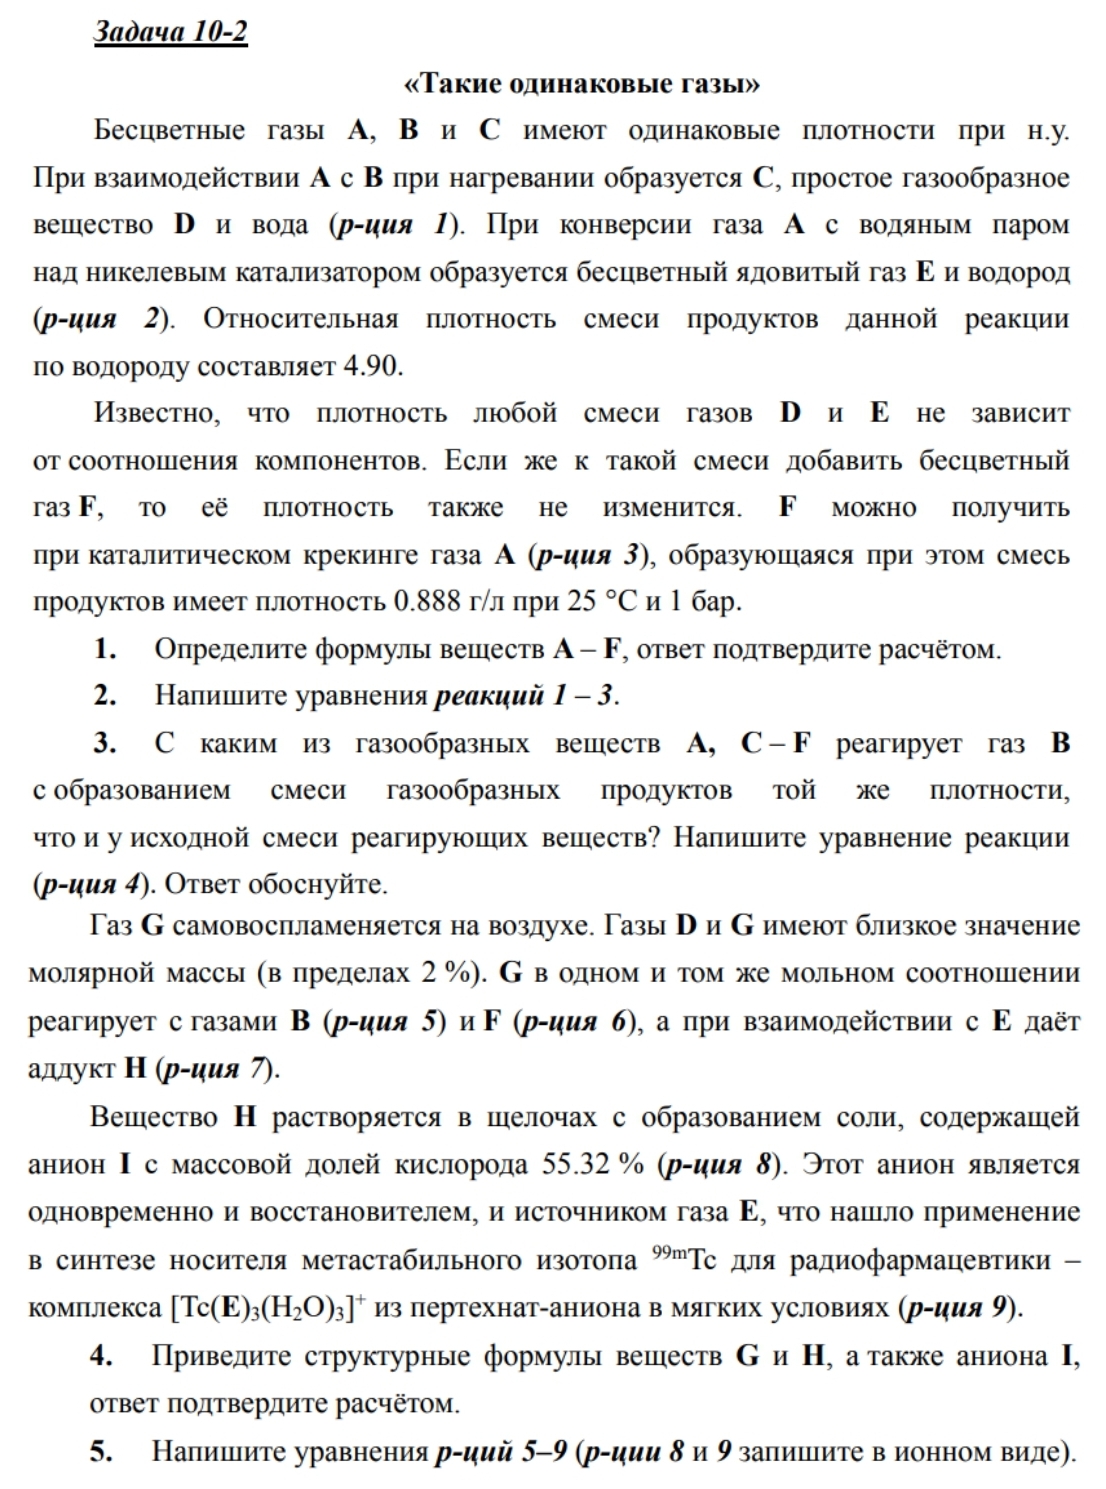 Задача 10-2
«Такие одинаковые газы»
Бесцветные газы A, B и C имеют одинаковые плотности при н.у.
При взаимодействии A с B при нагревании образуется C, простое газообразное
вещество D и вода (р-ция 1). При конверсии газа A с водяным паром
над никелевым катализатором образуется бесцветный ядовитый газ E и водород
(р-ция 2). Относительная плотность смеси продуктов данной реакции
по водороду составляет 4.90.
Известно, что плотность любой смеси газов D и E не зависит
от соотношения компонентов. Если же к такой смеси добавить бесцветный
газ F, то её плотность также не изменится. F можно получить
при каталитическом крекинге газа A (р-ция 3), образующаяся при этом смесь
продуктов имеет плотность 0.888 г/л при 25 °C и 1 бар.
1. Определите формулы веществ A – F, ответ подтвердите расчётом.
2. Напишите уравнения реакций 1 – 3.
3. С каким из газообразных веществ A, C – F реагирует газ B
с образованием смеси газообразных продуктов той же плотности,
что и у исходной смеси реагирующих веществ? Напишите уравнение реакции
(р-ция 4). Ответ обоснуйте.
Газ G самовоспламеняется на воздухе. Газы D и G имеют близкое значение
молярной массы (в пределах 2 %). G в одном и том же мольном соотношении
реагирует с газами B (р-ция 5) и F (р-ция 6), а при взаимодействии с E даёт
аддукт H (р-ция 7).
Вещество H растворяется в щелочах с образованием соли, содержащей
анион I с массовой долей кислорода 55.32 % (р-ция 8). Этот анион является
одновременно и восстановителем, и источником газа E, что нашло применение
в синтезе носителя метастабильного изотопа ⁹⁹ᵐTc для радиофармацевтики –
комплекса [Tc(E)₃(H₂O)₃]⁺ из пертехнат-аниона в мягких условиях (р-ция 9).
4. Приведите структурные формулы веществ G и H, а также аниона I,
ответ подтвердите расчётом.
5. Напишите уравнения р-ций 5–9 (р-ции 8 и 9 запишите в ионном виде).